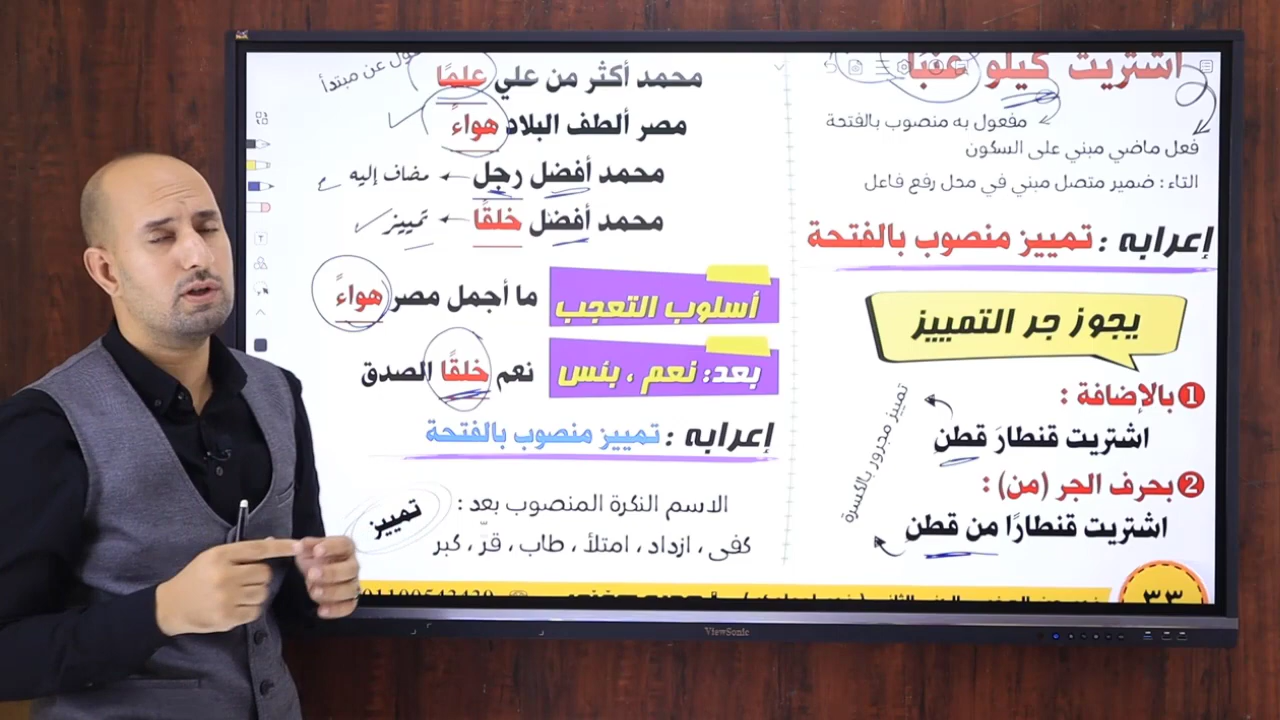 اشتريت كيلو عنبًا
مفعول به منصوب بالفتحة
فعل ماضي مبني على السكون
التاء : ضمير متصل مبني في محل رفع فاعل
إعرابه : تمييز منصوب بالفتحة
يجوز جر التمييز
1 بالإضافة :
اشتريت قنطارَ قطن
2 بحرف الجر (من) :
اشتريت قنطارًا من قطن
تمييز مجرور بالكسرة
٣٣
محمد أكثر من علي علمًا
عن مبتدأ
مصر ألطف البلاد هواءً
محمد أفضل رجل مضاف إليه
محمد أفضل خلقًا تمييز
أسلوب التعجب ما أجمل مصر هواءً
بعد: نعم ، بئس نعم خلقًا الصدق
إعرابه : تمييز منصوب بالفتحة
الاسم النكرة المنصوب بعد :
كفى ، ازداد ، امتلأ ، طاب ، قرّ ، كبر
تمييز
ViewSonic